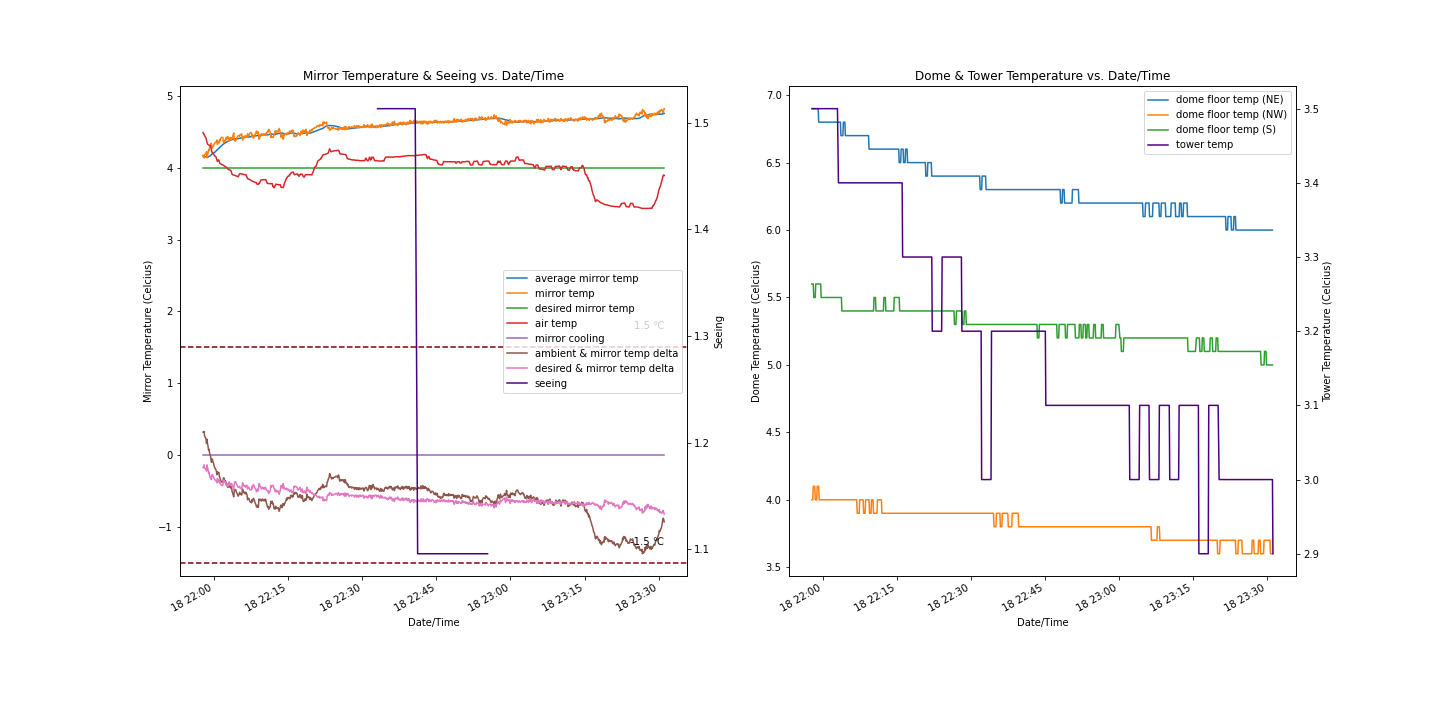 Mirror Temperature & Seeing vs. Date/Time
5
4
3
2
1
0
−1
Mirror Temperature (Celcius)
average mirror temp
mirror temp
desired mirror temp
air temp
mirror cooling
ambient & mirror temp delta
desired & mirror temp delta
seeing
1.5 °C
-1.5 °C
1.5
1.4
1.3
1.2
1.1
Seeing
18 22:00
18 22:15
18 22:30
18 22:45
18 23:00
18 23:15
18 23:30
Date/Time
Dome & Tower Temperature vs. Date/Time
7.0
6.5
6.0
5.5
5.0
4.5
4.0
3.5
Dome Temperature (Celcius)
dome floor temp (NE)
dome floor temp (NW)
dome floor temp (S)
tower temp
3.5
3.4
3.3
3.2
3.1
3.0
2.9
Tower Temperature (Celcius)
18 22:00
18 22:15
18 22:30
18 22:45
18 23:00
18 23:15
18 23:30
Date/Time